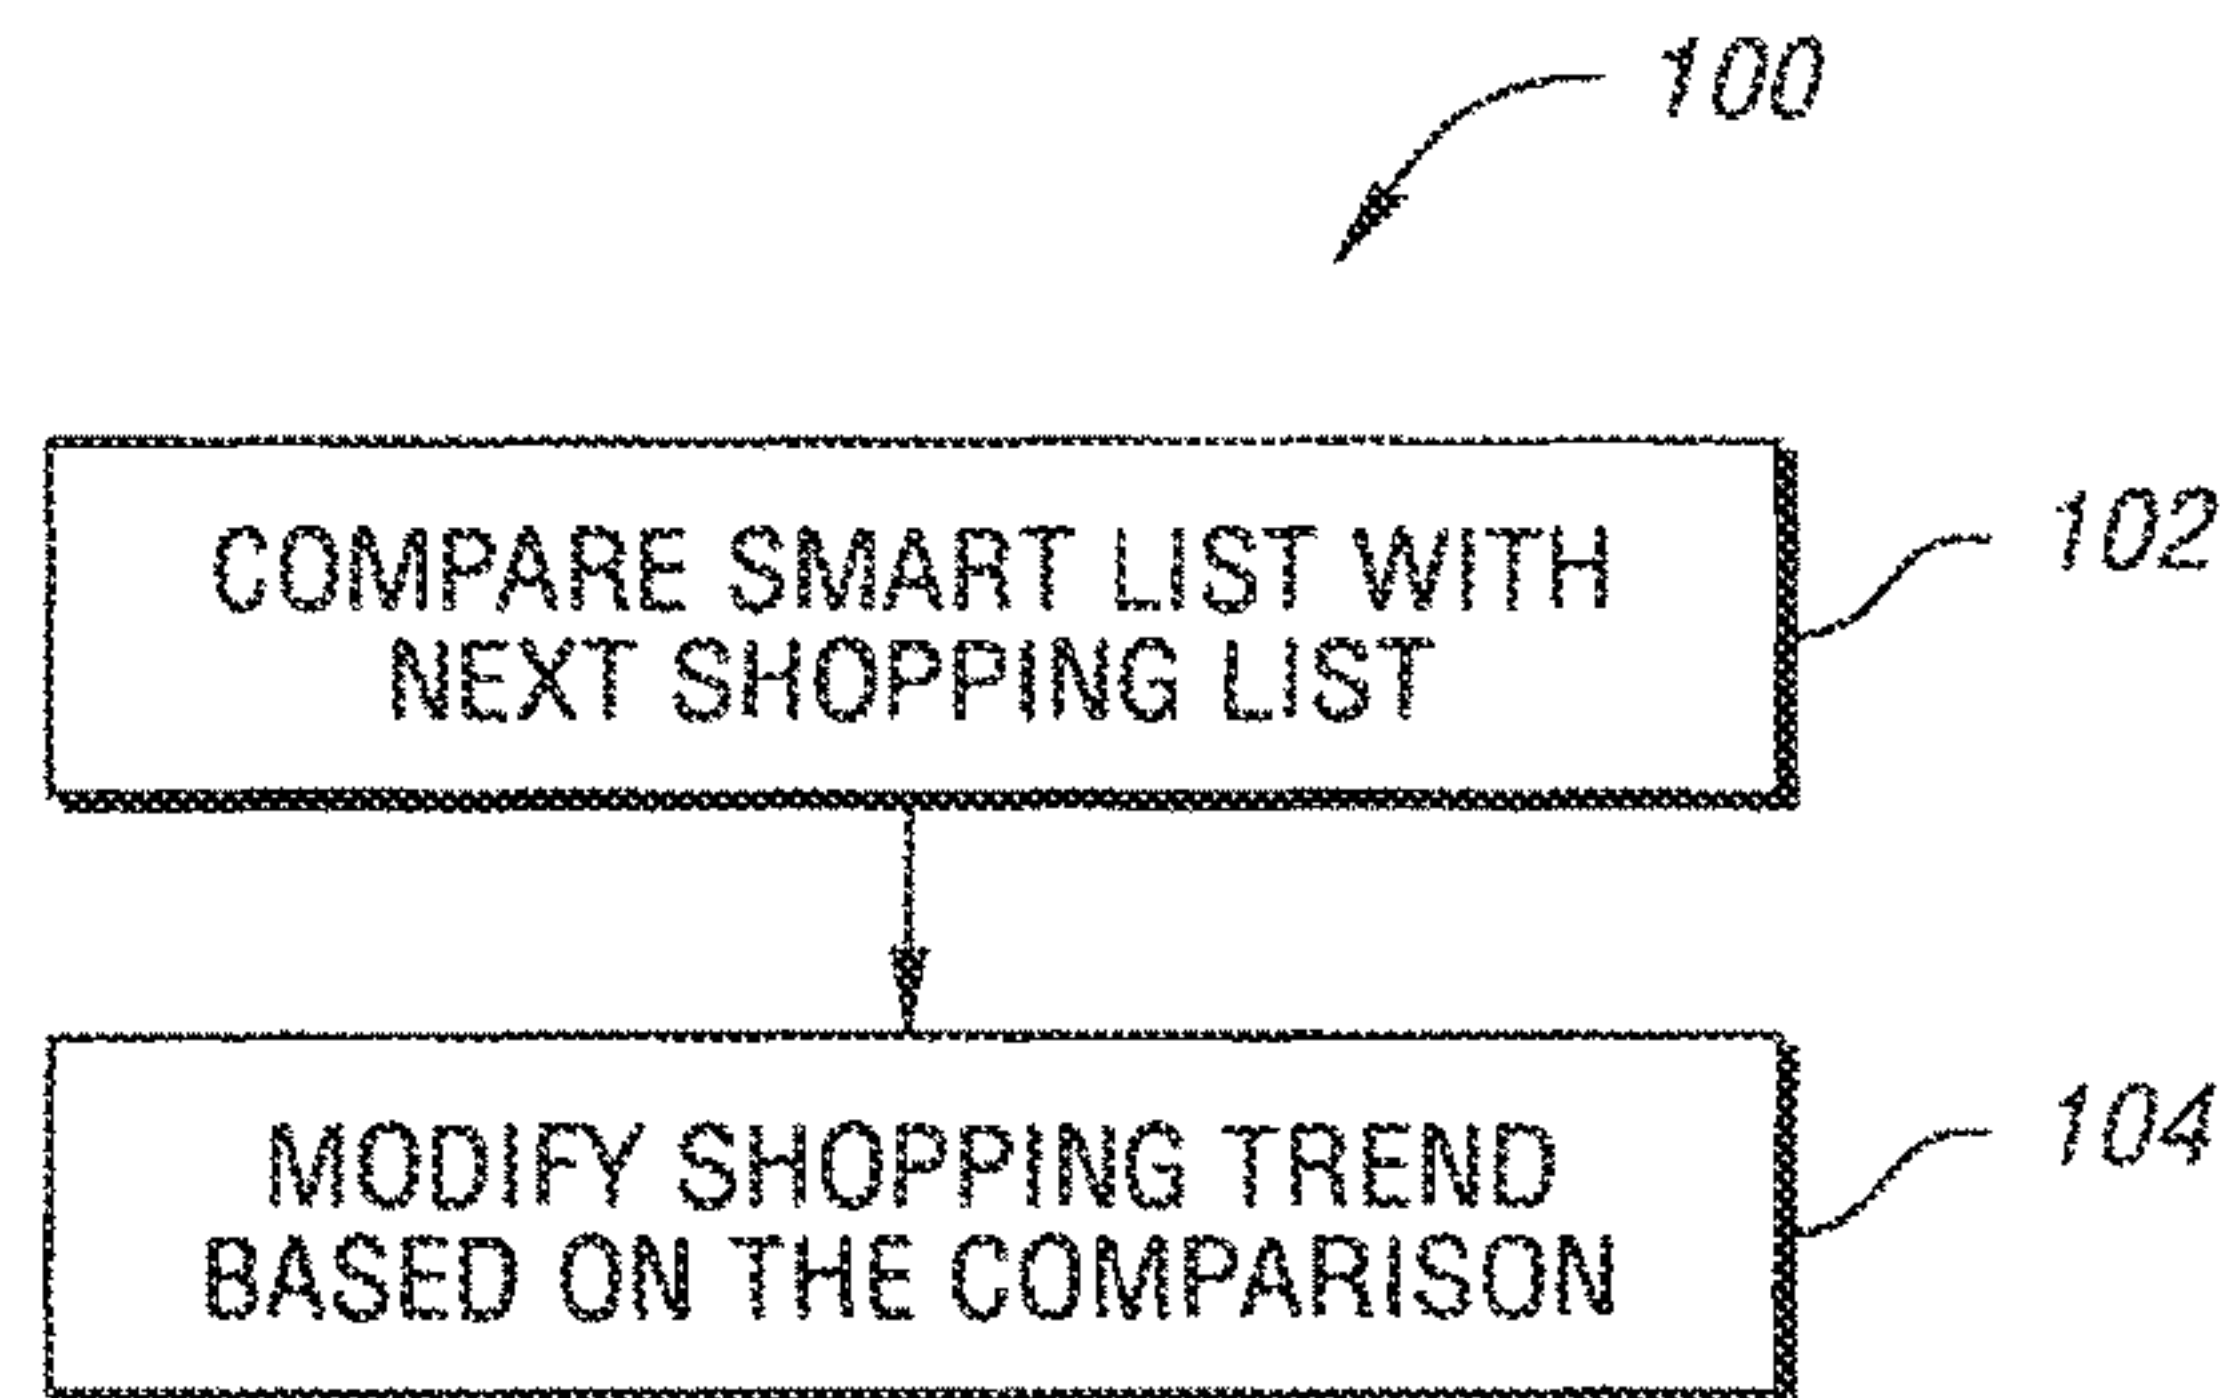 100
COMPARE SMART LIST WITH
NEXT SHOPPING LIST
102
MODIFY SHOPPING TREND
BASED ON THE COMPARISON
104